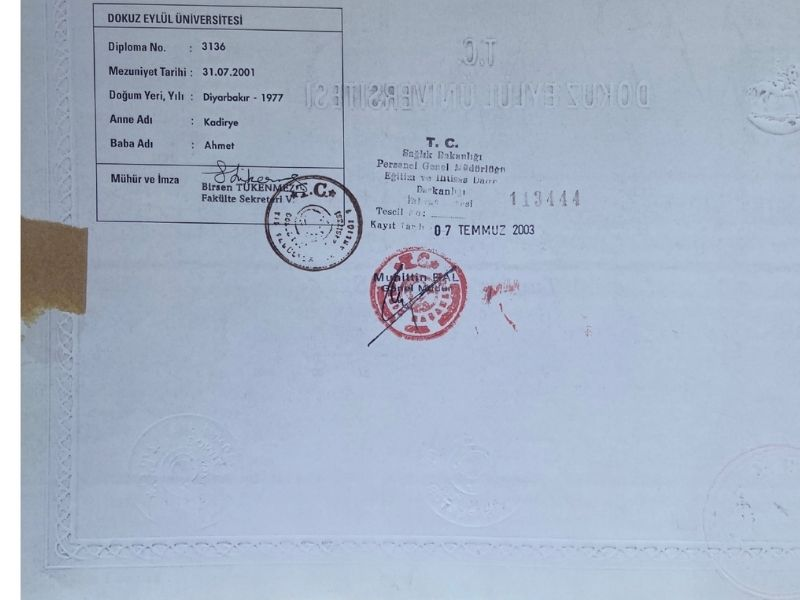 DOKUZ EYLÜL ÜNİVERSİTESİ
Diploma No. : 3136
Mezuniyet Tarihi : 31.07.2001
Doğum Yeri, Yılı : Diyarbakır - 1977
Anne Adı : Kadirye
Baba Adı : Ahmet
Mühür ve İmza
Birsen TÜKENMEZ
Fakülte Sekreteri V.
T.C.
T. C.
Sağlık Bakanlığı
Personel Genel Müdürlüğü
Eğitim ve İhtisas Daire
Başkanlığı
113444
Tescil No:
Kayıt Tarihi 07 TEMMUZ 2003
Muhittin BAL
Genel Müdür
T.C.
T.C.
DOKUZ EYLÜL ÜNİVERSİTESİ